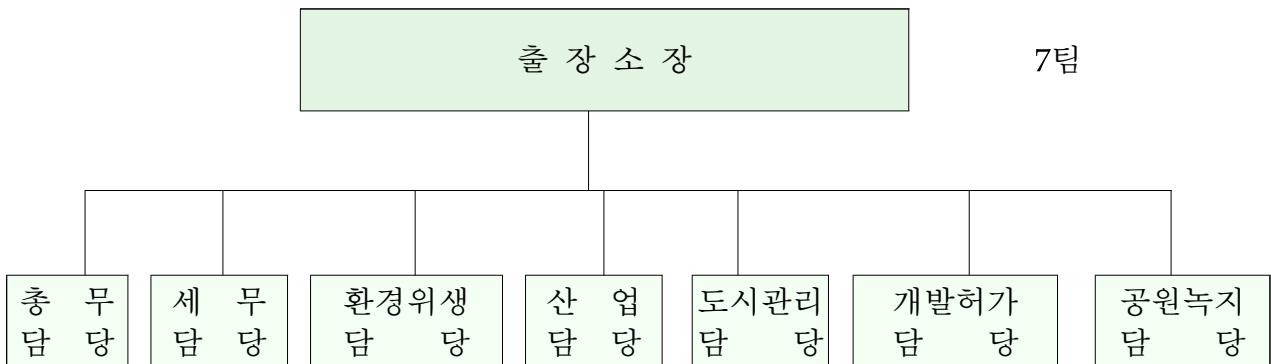 출 장 소 장
7팀
총 무
담 당
세 무
담 당
환경위생
담 당
산 업
담 당
도시관리
담 당
개발허가
담 당
공원녹지
담 당